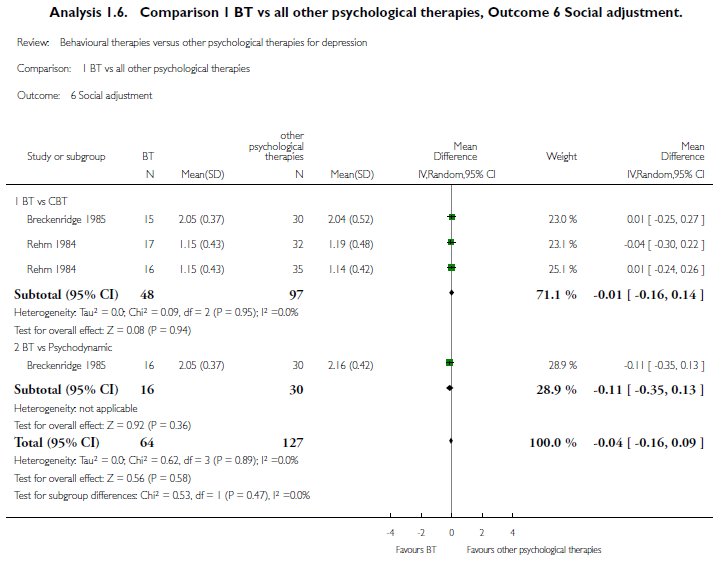 Analysis 1.6. Comparison 1 BT vs all other psychological therapies, Outcome 6 Social adjustment.
Review: Behavioural therapies versus other psychological therapies for depression
Comparison: 1 BT vs all other psychological therapies
Outcome: 6 Social adjustment
Study or subgroup BT other psychological therapies Mean Difference Weight Mean Difference
N Mean(SD) N Mean(SD) IV,Random,95% CI IV,Random,95% CI
1 BT vs CBT
Breckenridge 1985 15 2.05 (0.37) 30 2.04 (0.52) 23.0 % 0.01 [ -0.25, 0.27 ]
Rehm 1984 17 1.15 (0.43) 32 1.19 (0.48) 23.1 % -0.04 [ -0.30, 0.22 ]
Rehm 1984 16 1.15 (0.43) 35 1.14 (0.42) 25.1 % 0.01 [ -0.24, 0.26 ]
Subtotal (95% CI) 48 97 71.1 % -0.01 [ -0.16, 0.14 ]
Heterogeneity: Tau² = 0.0; Chi² = 0.09, df = 2 (P = 0.95); I² =0.0%
Test for overall effect: Z = 0.08 (P = 0.94)
2 BT vs Psychodynamic
Breckenridge 1985 16 2.05 (0.37) 30 2.16 (0.42) 28.9 % -0.11 [ -0.35, 0.13 ]
Subtotal (95% CI) 16 30 28.9 % -0.11 [ -0.35, 0.13 ]
Heterogeneity: not applicable
Test for overall effect: Z = 0.92 (P = 0.36)
Total (95% CI) 64 127 100.0 % -0.04 [ -0.16, 0.09 ]
Heterogeneity: Tau² = 0.0; Chi² = 0.62, df = 3 (P = 0.89); I² =0.0%
Test for overall effect: Z = 0.56 (P = 0.58)
Test for subgroup differences: Chi² = 0.53, df = 1 (P = 0.47), I² =0.0%
-4 -2 0 2 4
Favours BT Favours other psychological therapies